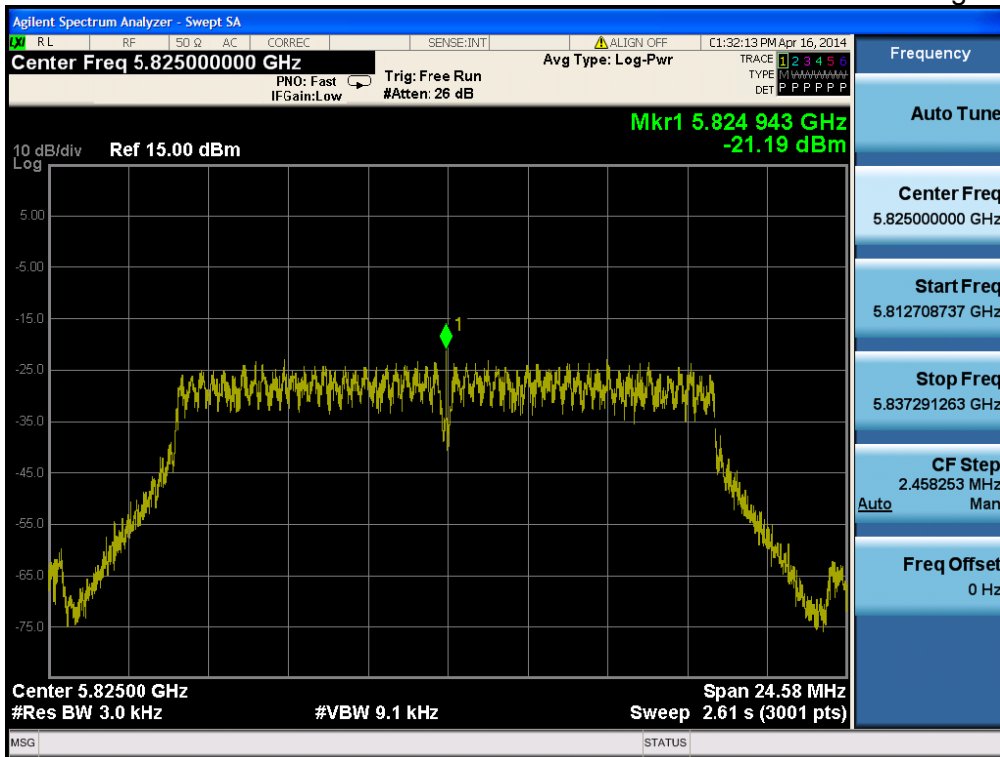 Agilent Spectrum Analyzer - Swept SA
LXI RL RF 50 Ω AC CORREC SENSE:INT ALIGN OFF 01:32:13 PM Apr 16, 2014
Center Freq 5.825000000 GHz
PNO: Fast
IFGain:Low
Trig: Free Run
#Atten: 26 dB
Avg Type: Log-Pwr
TRACE 1 2 3 4 5 6
TYPE M W W W W W
DET P P P P P P
Mkr1 5.824 943 GHz
-21.19 dBm
10 dB/div Ref 15.00 dBm
Log
5.00
-5.00
-15.0
-25.0
-35.0
-45.0
-55.0
-65.0
-75.0
1
Center 5.82500 GHz Span 24.58 MHz
#Res BW 3.0 kHz #VBW 9.1 kHz Sweep 2.61 s (3001 pts)
MSG STATUS
Frequency
Auto Tune
Center Freq
5.825000000 GHz
Start Freq
5.812708737 GHz
Stop Freq
5.837291263 GHz
CF Step
2.458253 MHz
Auto Man
Freq Offset
0 Hz